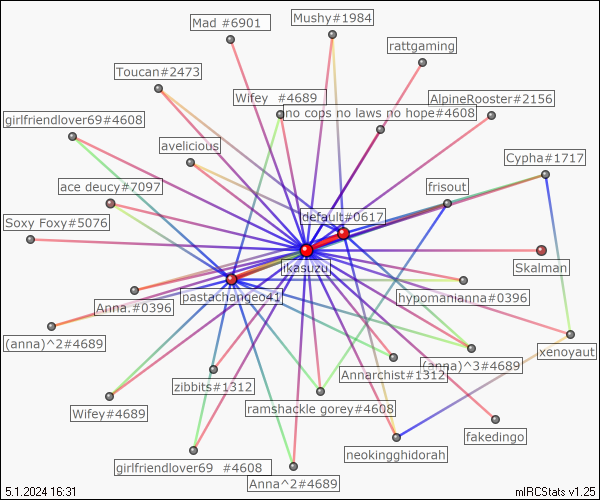 Mad #6901
Mushy#1984
rattgaming
Toucan#2473
Wifey #4689
AlpineRooster#2156
no cops no laws no hope#4608
girlfriendlover69#4608
avelicious
Cypha#1717
ace deucy#7097
frisout
default#0617
Soxy Foxy#5076
ikasuzu
Skalman
Anna.#0396
pastachangeo41
hypomanianna#0396
(anna)^2#4689
(anna)^3#4689
xenoyaut
Annarchist#1312
zibbits#1312
Wifey#4689
ramshackle gorey#4608
fakedingo
neokingghidorah
girlfriendlover69 #4608
Anna^2#4689
5.1.2024 16:31
mIRCStats v1.25